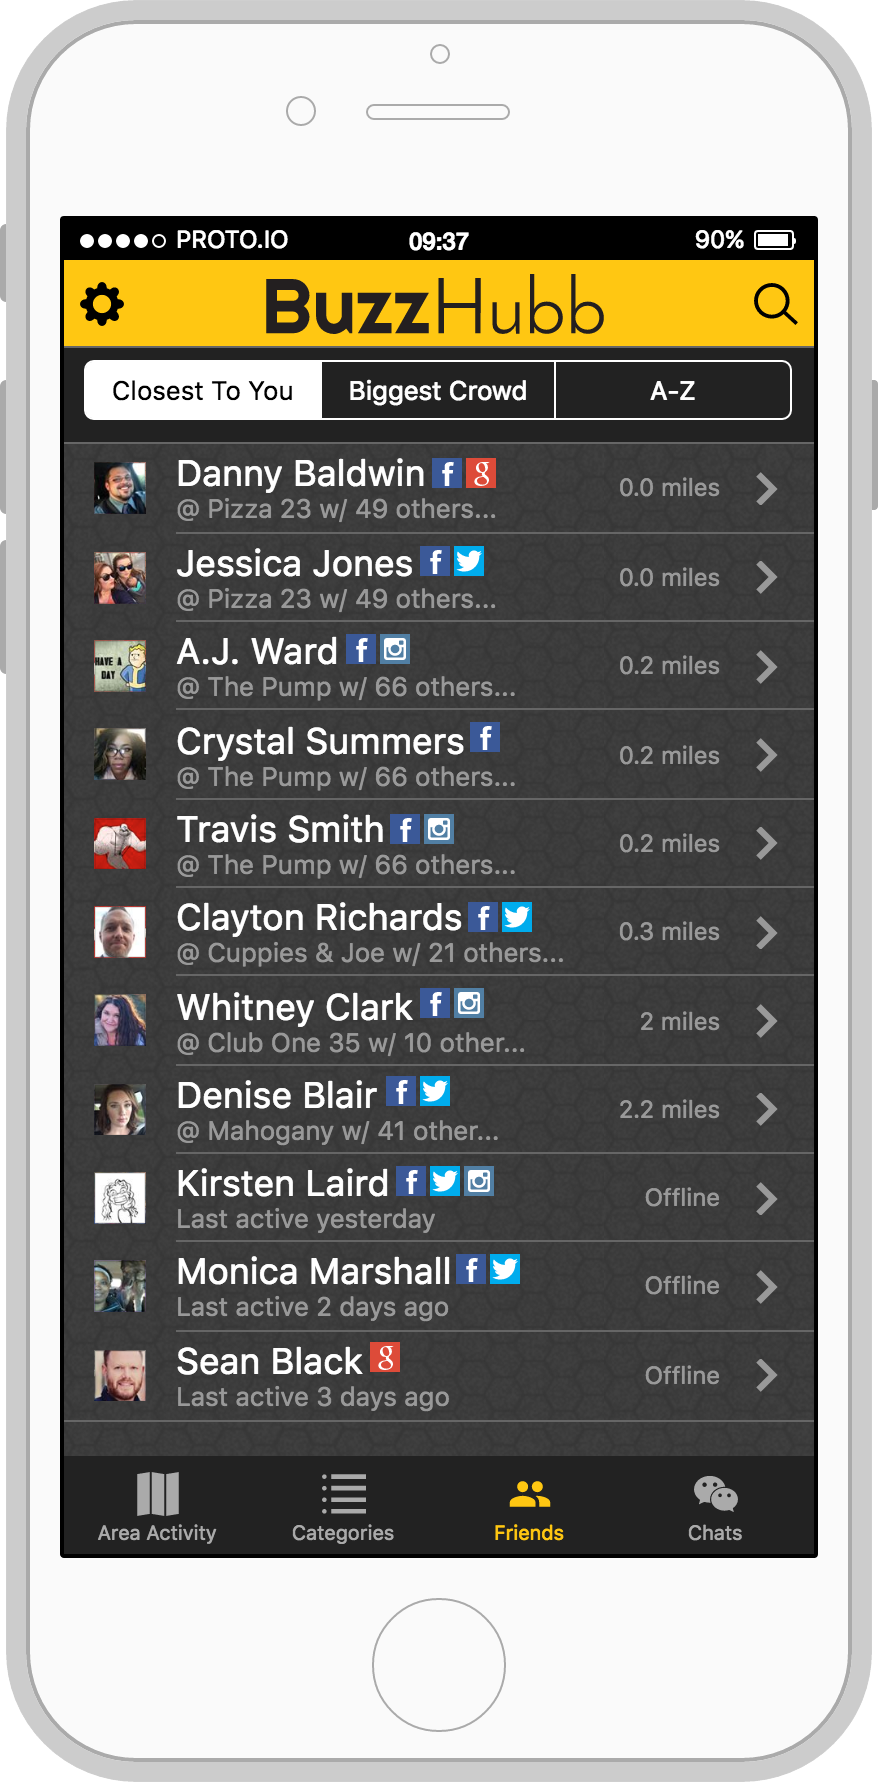 PROTO.IO 09:37 90%
BuzzHubb
Closest To You Biggest Crowd A-Z
Danny Baldwin
@ Pizza 23 w/ 49 others...
0.0 miles
Jessica Jones
@ Pizza 23 w/ 49 others...
0.0 miles
HAVE A
DAY
A.J. Ward
@ The Pump w/ 66 others...
0.2 miles
Crystal Summers
@ The Pump w/ 66 others...
0.2 miles
Travis Smith
@ The Pump w/ 66 others...
0.2 miles
Clayton Richards
@ Cuppies & Joe w/ 21 others...
0.3 miles
Whitney Clark
@ Club One 35 w/ 10 other...
2 miles
Denise Blair
@ Mahogany w/ 41 other...
2.2 miles
Kirsten Laird
Last active yesterday
Offline
Monica Marshall
Last active 2 days ago
Offline
Sean Black
Last active 3 days ago
Offline
Area Activity Categories Friends Chats